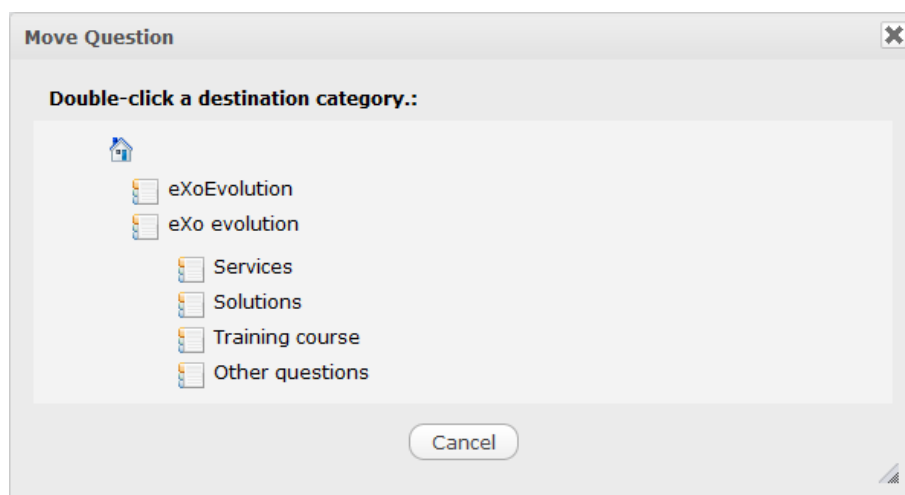 Move Question
Double-click a destination category.:
eXoEvolution
eXo evolution
Services
Solutions
Training course
Other questions
Cancel